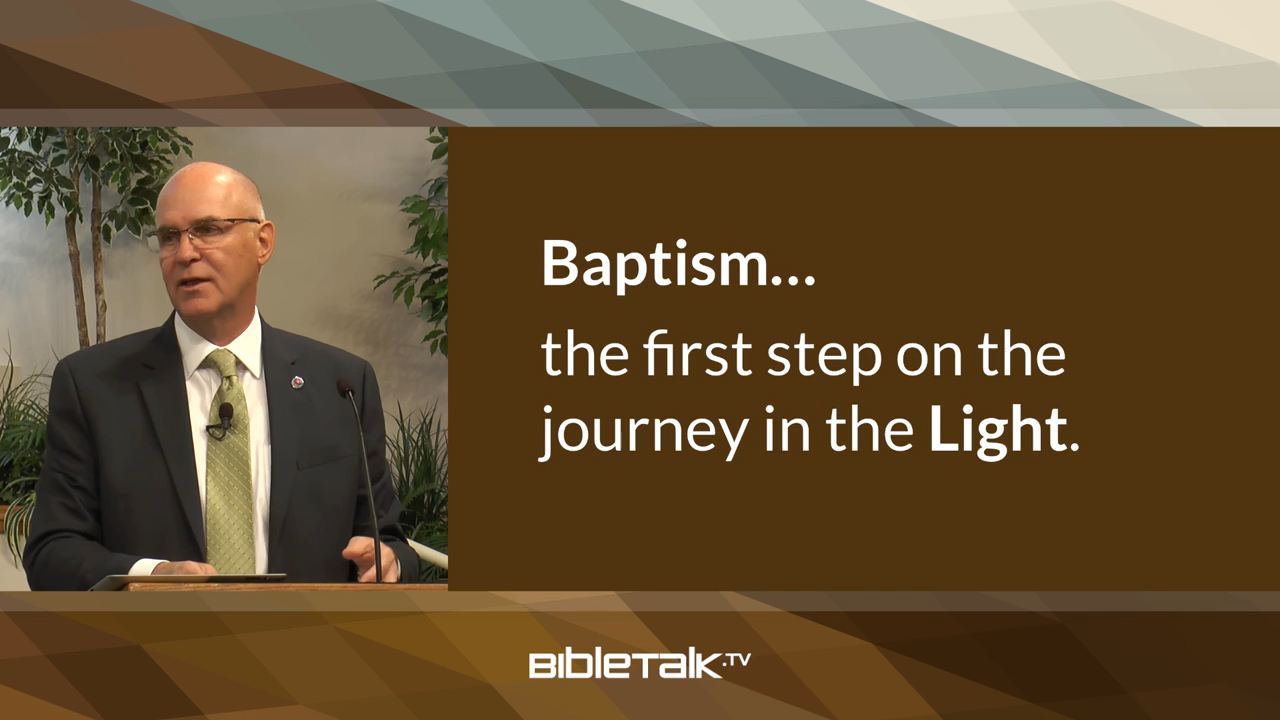 Baptism...
the first step on the
journey in the Light.
BibleTalk.TV